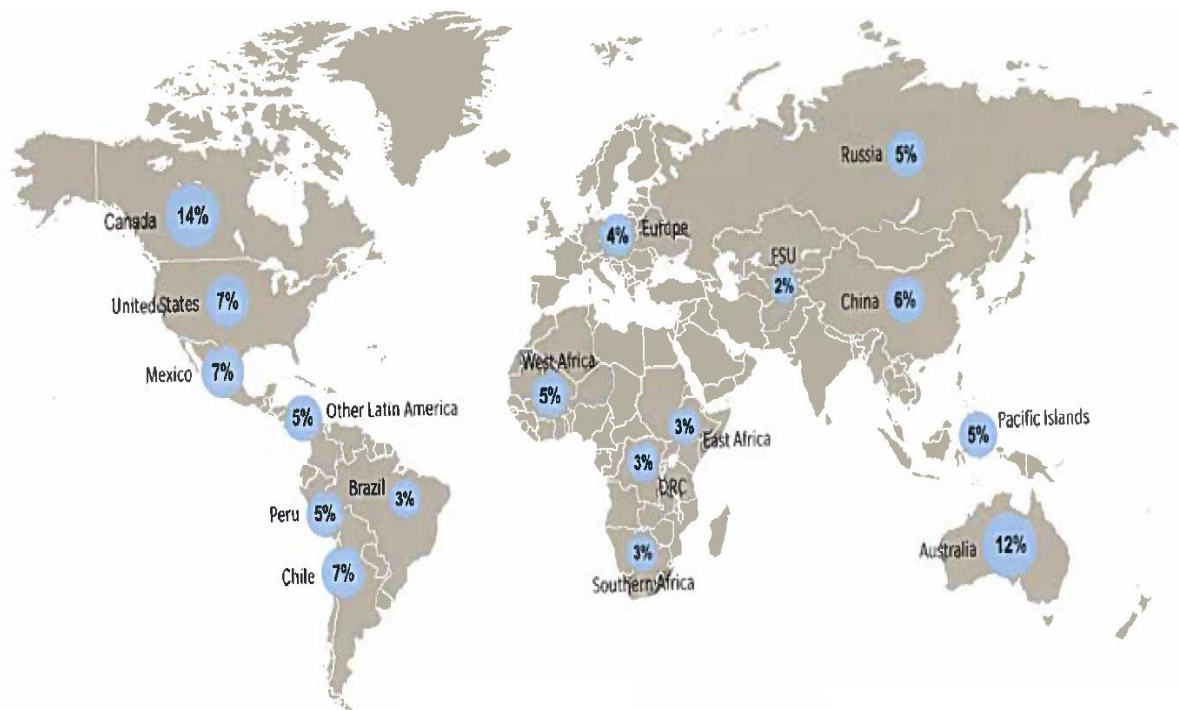 Russia 5%
Canada 14%
4% Europe
FSU
2%
United States 7%
China 6%
Mexico 7%
West Africa
5%
5% Other Latin America
3%
East Africa
5% Pacific Islands
3%
DRC
Brazil 3%
Peru 5%
Australia 12%
3%
Southern Africa
Chile 7%